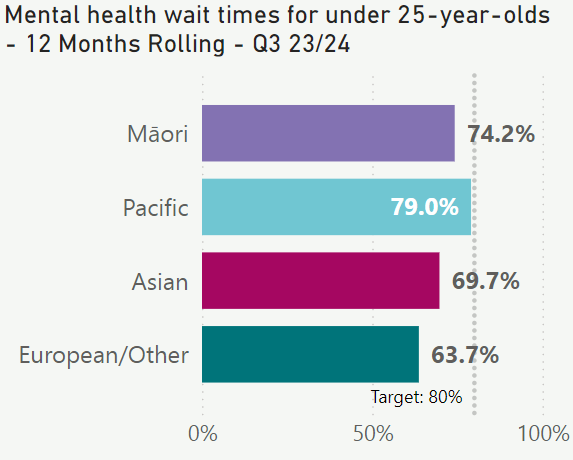 Mental health wait times for under 25-year-olds
- 12 Months Rolling - Q3 23/24
Māori 74.2%
Pacific 79.0%
Asian 69.7%
European/Other 63.7%
Target: 80%
0% 50% 100%